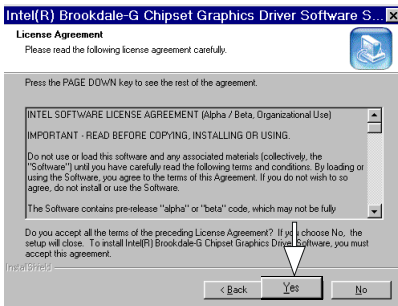 Intel(R) Brookdale-G Chipset Graphics Driver Software S...
License Agreement
Please read the following license agreement carefully.
Press the PAGE DOWN key to see the rest of the agreement.
INTEL SOFTWARE LICENSE AGREEMENT (Alpha / Beta, Organizational Use)
IMPORTANT - READ BEFORE COPYING, INSTALLING OR USING.
Do not use or load this software and any associated materials (collectively, the
"Software") until you have carefully read the following terms and conditions. By loading or
using the Software, you agree to the terms of this Agreement. If you do not wish to so
agree, do not install or use the Software.
The Software contains pre-release "alpha" or "beta" code, which may not be fully
Do you accept all the terms of the preceding License Agreement? If you choose No, the
setup will close. To install Intel(R) Brookdale-G Chipset Graphics Driver Software, you must
accept this agreement.
InstallShield
< Back
Yes
No